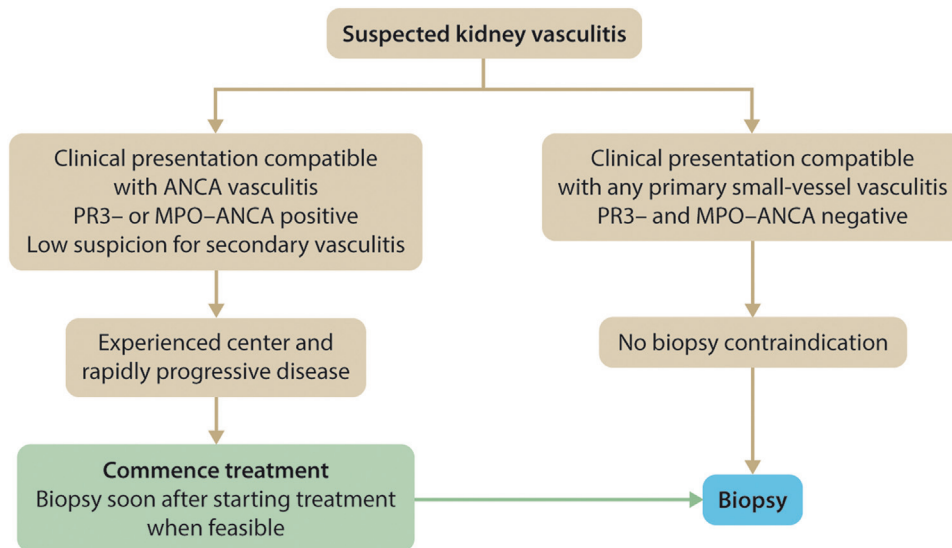 Suspected kidney vasculitis
Clinical presentation compatible
with ANCA vasculitis
PR3– or MPO–ANCA positive
Low suspicion for secondary vasculitis
Clinical presentation compatible
with any primary small-vessel vasculitis
PR3– and MPO–ANCA negative
Experienced center and
rapidly progressive disease
No biopsy contraindication
Commence treatment
Biopsy soon after starting treatment
when feasible
Biopsy